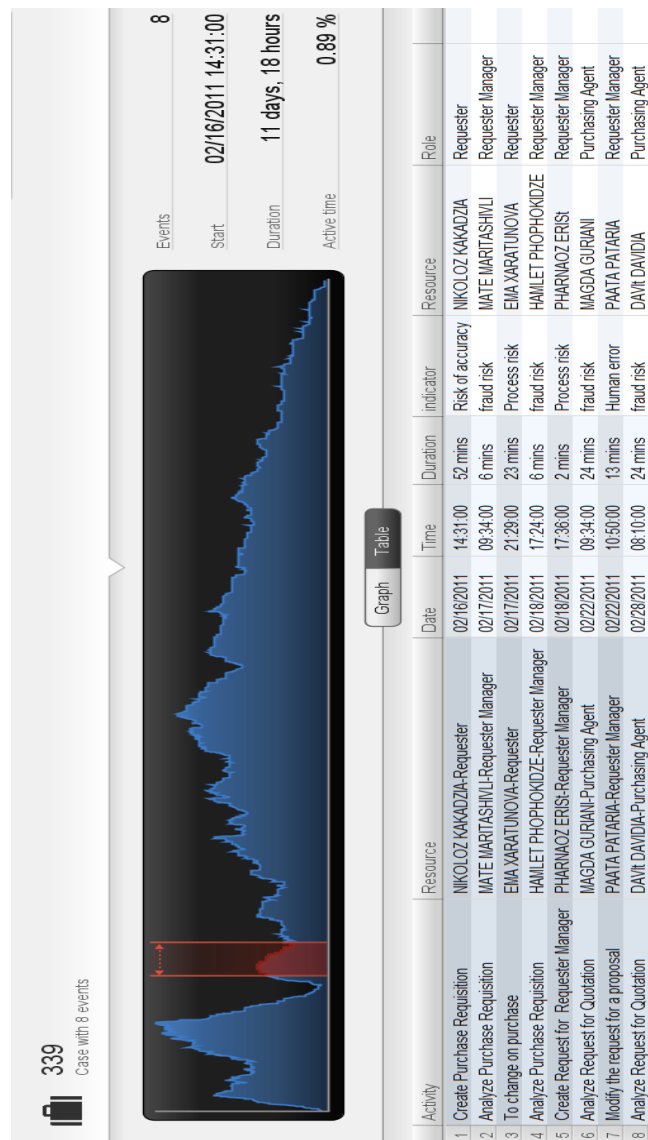 339
Case with 8 events
Events 8
Start 02/16/2011 14:31:00
Duration 11 days, 18 hours
Active time 0.89 %
Graph Table
Activity Resource Date Time Duration indicator Resource Role
1 Create Purchase Requisition NIKOLOZ KAKADZIA-Requester 02/16/2011 14:31:00 52 mins Risk of accuracy NIKOLOZ KAKADZIA Requester
2 Analyze Purchase Requisition MATE MARITASHIVLI-Requester Manager 02/17/2011 09:34:00 6 mins fraud risk MATE MARITASHIVLI Requester Manager
3 To change on purchase EMA XARATUNOVA-Requester 02/17/2011 21:29:00 23 mins Process risk EMA XARATUNOVA Requester
4 Analyze Purchase Requisition HAMLET PHOPHOKIDZE-Requester Manager 02/18/2011 17:24:00 6 mins fraud risk HAMLET PHOPHOKIDZE Requester Manager
5 Create Request for Requester Manager PHARNAOZ ERISt-Requester Manager 02/18/2011 17:36:00 2 mins Process risk PHARNAOZ ERISt Requester Manager
6 Analyze Request for Quotation MAGDA GURIANI-Purchasing Agent 02/22/2011 09:34:00 24 mins fraud risk MAGDA GURIANI Purchasing Agent
7 Modify the request for a proposal PAATA PATARIA-Requester Manager 02/22/2011 10:50:00 13 mins Human error PAATA PATARIA Requester Manager
8 Analyze Request for Quotation DAVIt DAVIDIA-Purchasing Agent 02/28/2011 08:10:00 24 mins fraud risk DAVIt DAVIDIA Purchasing Agent